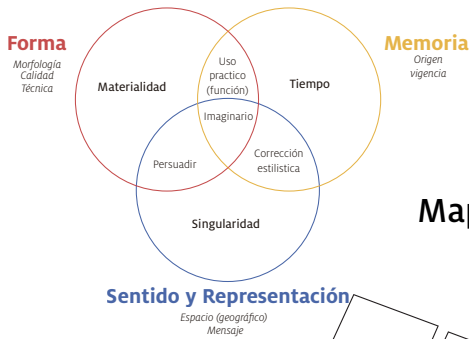 Forma
Morfología
Calidad
Técnica
Memoria
Origen
vigencia
Materialidad
Uso
practico
(función)
Tiempo
Imaginario
Persuadir
Corrección
estilistica
Singularidad
Map
Sentido y Representación
Espacio (geográfico)
Mensaje